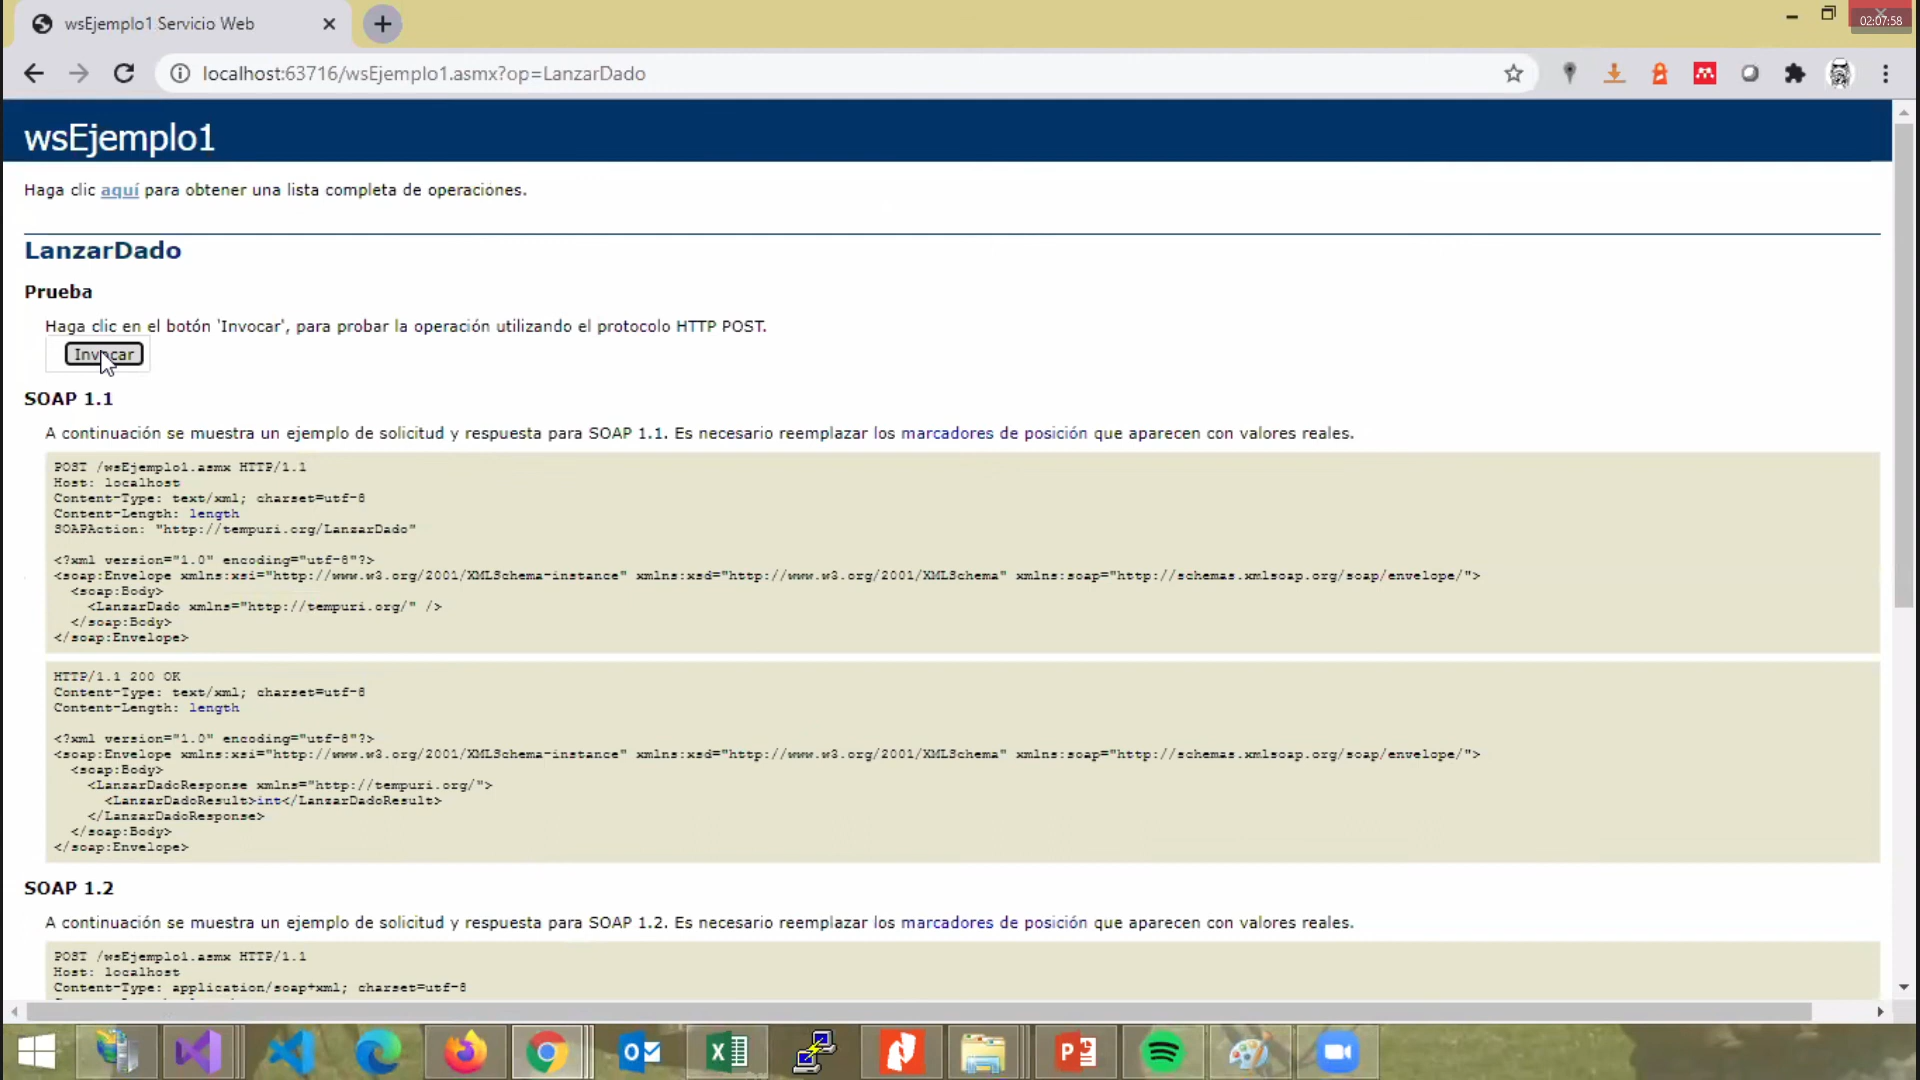 wsEjemplo1 Servicio Web
02:07:58
localhost:63716/wsEjemplo1.asmx?op=LanzarDado
wsEjemplo1
Haga clic aquí para obtener una lista completa de operaciones.
LanzarDado
Prueba
Haga clic en el botón 'Invocar', para probar la operación utilizando el protocolo HTTP POST.
Invocar
SOAP 1.1
A continuación se muestra un ejemplo de solicitud y respuesta para SOAP 1.1. Es necesario reemplazar los marcadores de posición que aparecen con valores reales.
POST /wsEjemplo1.asmx HTTP/1.1
Host: localhost
Content-Type: text/xml; charset=utf-8
Content-Length: length
SOAPAction: "http://tempuri.org/LanzarDado"
<?xml version="1.0" encoding="utf-8"?>
<soap:Envelope xmlns:xsi="http://www.w3.org/2001/XMLSchema-instance" xmlns:xsd="http://www.w3.org/2001/XMLSchema" xmlns:soap="http://schemas.xmlsoap.org/soap/envelope/">
<soap:Body>
<LanzarDado xmlns="http://tempuri.org/" />
</soap:Body>
</soap:Envelope>
HTTP/1.1 200 OK
Content-Type: text/xml; charset=utf-8
Content-Length: length
<?xml version="1.0" encoding="utf-8"?>
<soap:Envelope xmlns:xsi="http://www.w3.org/2001/XMLSchema-instance" xmlns:xsd="http://www.w3.org/2001/XMLSchema" xmlns:soap="http://schemas.xmlsoap.org/soap/envelope/">
<soap:Body>
<LanzarDadoResponse xmlns="http://tempuri.org/">
<LanzarDadoResult>int</LanzarDadoResult>
</LanzarDadoResponse>
</soap:Body>
</soap:Envelope>
SOAP 1.2
A continuación se muestra un ejemplo de solicitud y respuesta para SOAP 1.2. Es necesario reemplazar los marcadores de posición que aparecen con valores reales.
POST /wsEjemplo1.asmx HTTP/1.1
Host: localhost
Content-Type: application/soap+xml; charset=utf-8